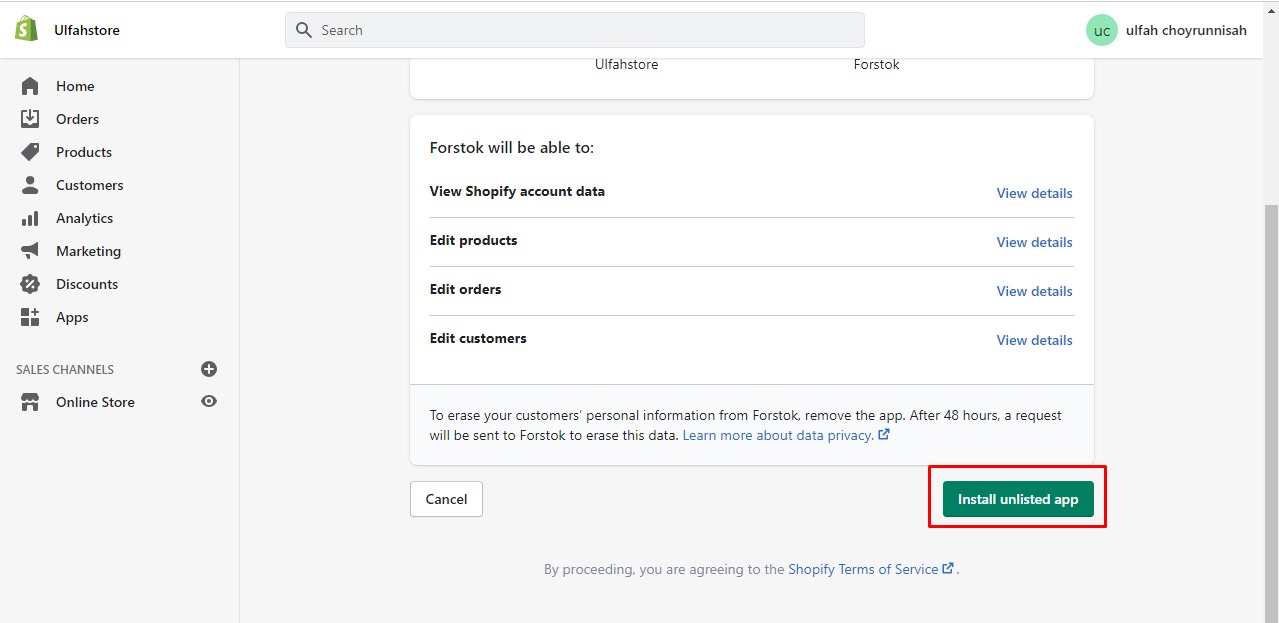 Ulfahstore
Search
uc
ulfah choyrunnisah
Home
Orders
Products
Customers
Analytics
Marketing
Discounts
Apps
SALES CHANNELS
Online Store
Ulfahstore
Forstok
Forstok will be able to:
View Shopify account data
View details
Edit products
View details
Edit orders
View details
Edit customers
View details
To erase your customers' personal information from Forstok, remove the app. After 48 hours, a request
will be sent to Forstok to erase this data. Learn more about data privacy.
Cancel
Install unlisted app
By proceeding, you are agreeing to the Shopify Terms of Service .